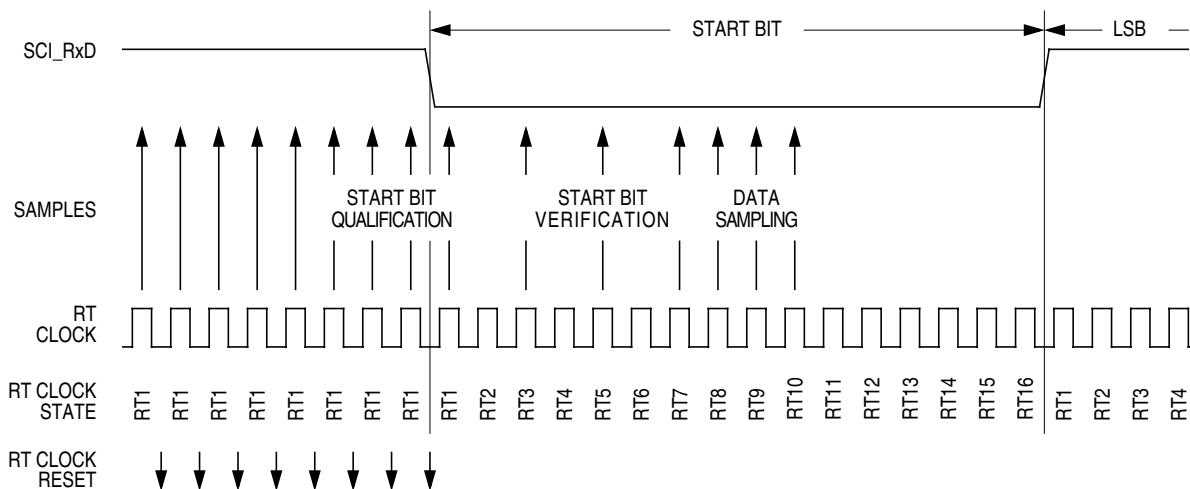 START BIT
LSB
SCI_RxD
SAMPLES
START BIT
QUALIFICATION
START BIT
VERIFICATION
DATA
SAMPLING
RT
CLOCK
RT CLOCK
STATE
RT1 RT1 RT1 RT1 RT1 RT1 RT1 RT1 RT1 RT2 RT3 RT4 RT5 RT6 RT7 RT8 RT9 RT10 RT11 RT12 RT13 RT14 RT15 RT16 RT1 RT2 RT3 RT4
RT CLOCK
RESET